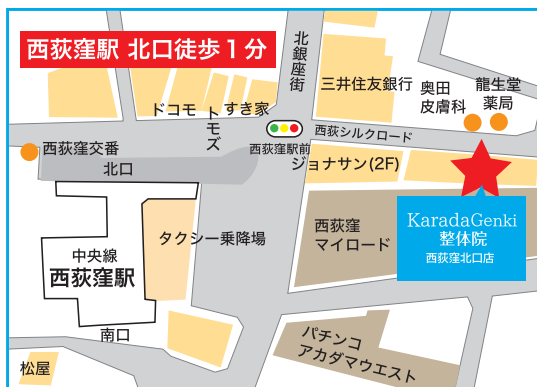 西荻窪駅 北口徒歩1分
北銀座街
三井住友銀行
奥田
皮膚科
龍生堂
薬局
ドコモ
トモズ
すき家
西荻シルクロード
西荻窪交番
西荻窪駅前
北口
ジョナサン(2F)
KaradaGenki
整体院
西荻窪北口店
西荻窪
マイロード
タクシー乗降場
中央線
西荻窪駅
南口
パチンコ
アカダマウエスト
松屋